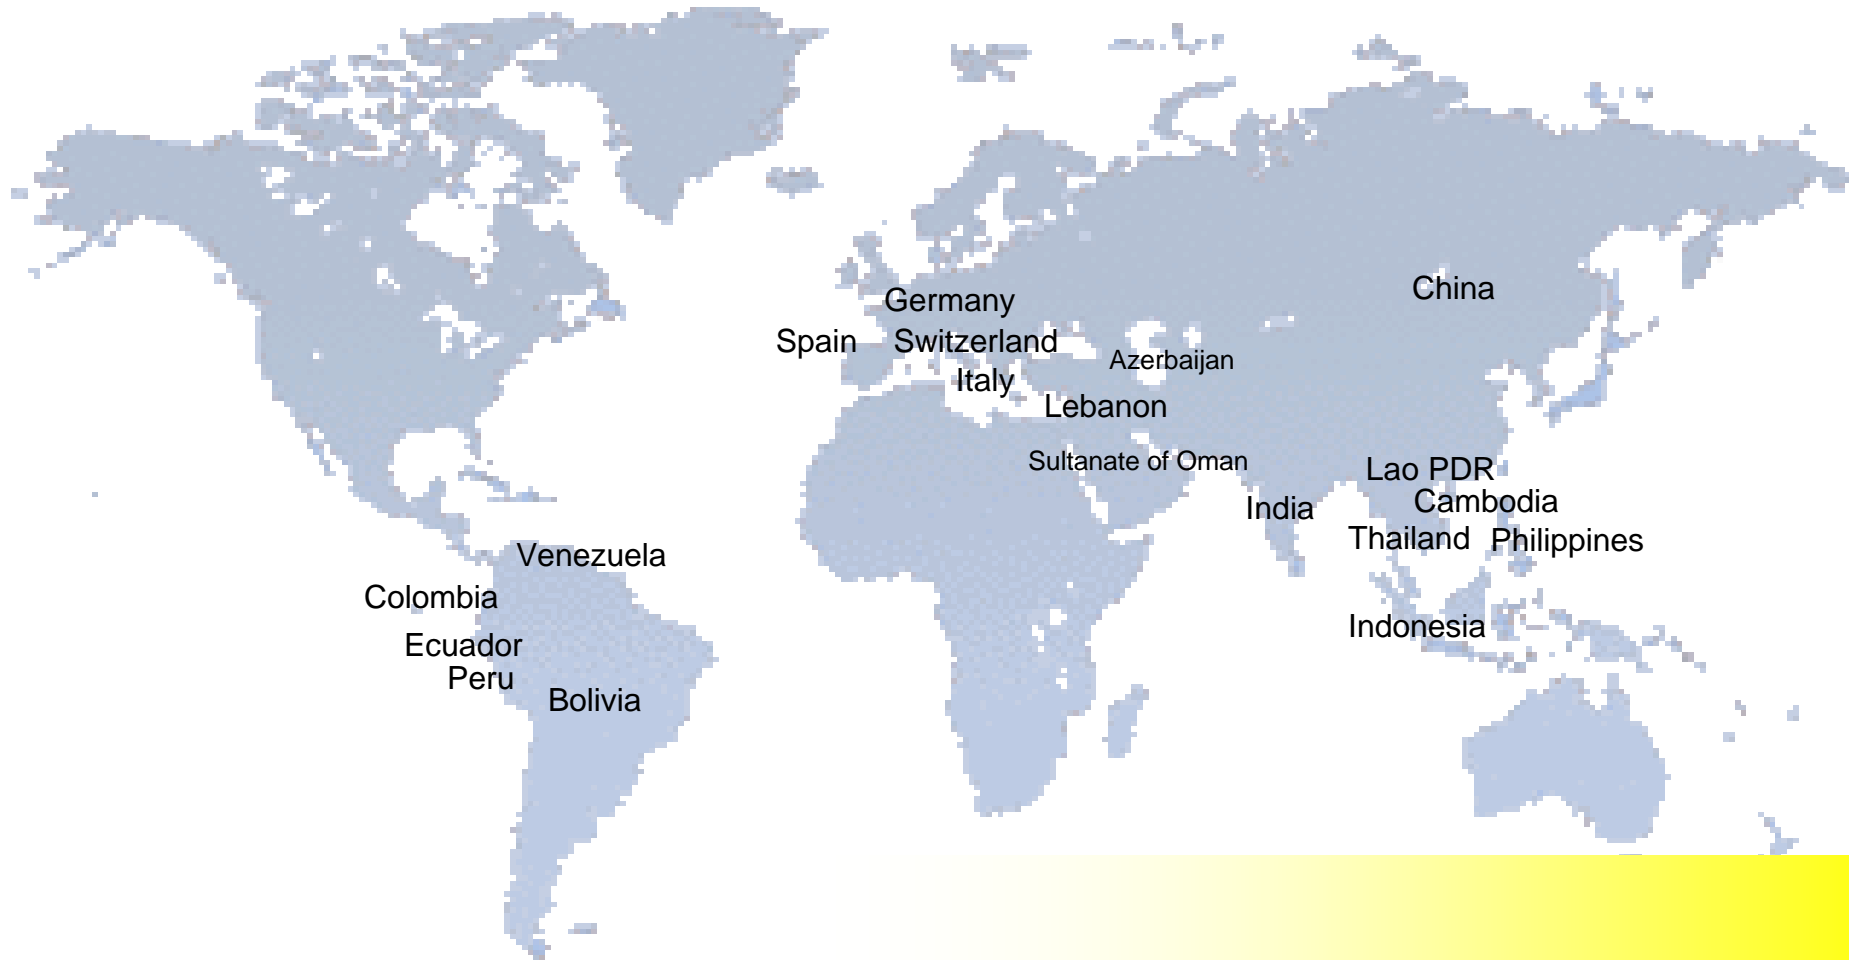 China
Germany
Spain
Switzerland
Azerbaijan
Italy
Lebanon
Sultanate of Oman
Lao PDR
Cambodia
India
Thailand
Philippines
Venezuela
Colombia
Indonesia
Ecuador
Peru
Bolivia